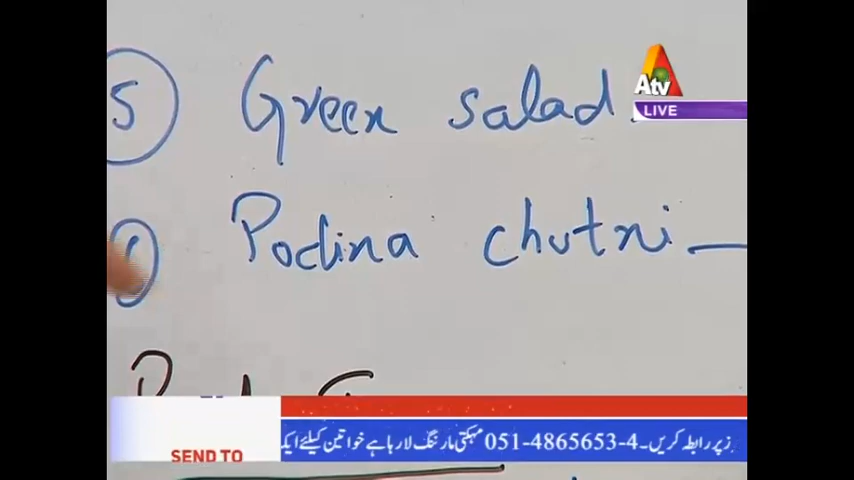 5 Green salad.
Atv
LIVE
Podina chutni —
زپر رابطہ کریں۔ 051-4865653-4 مہکتی مارننگ لا رہا ہے خواتین کیلئے ایک
SEND TO